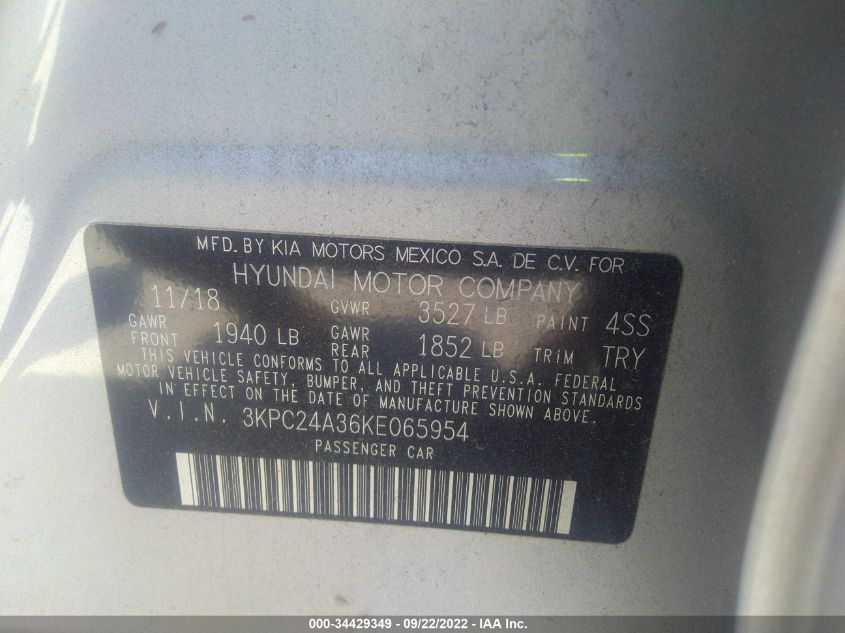 MFD. BY KIA MOTORS MEXICO S.A. DE C.V. FOR
HYUNDAI MOTOR COMPANY
11/18 GVWR 3527 LB PAINT 4SS
GAWR FRONT 1940 LB GAWR REAR 1852 LB TRIM TRY
THIS VEHICLE CONFORMS TO ALL APPLICABLE U.S.A. FEDERAL
MOTOR VEHICLE SAFETY, BUMPER, AND THEFT PREVENTION STANDARDS
IN EFFECT ON THE DATE OF MANUFACTURE SHOWN ABOVE.
V.I.N. 3KPC24A36KE065954
PASSENGER CAR
000-34429349 - 09/22/2022 - IAA Inc.